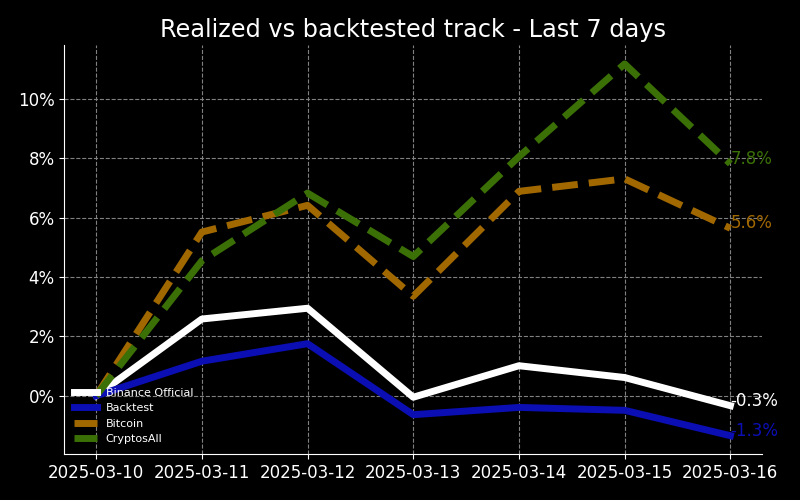 Realized vs backtested track - Last 7 days
10%
8%
6%
4%
2%
0%
7.8%
5.6%
-0.3%
-1.3%
Binance Official
Backtest
Bitcoin
CryptosAll
2025-03-10 2025-03-11 2025-03-12 2025-03-13 2025-03-14 2025-03-15 2025-03-16